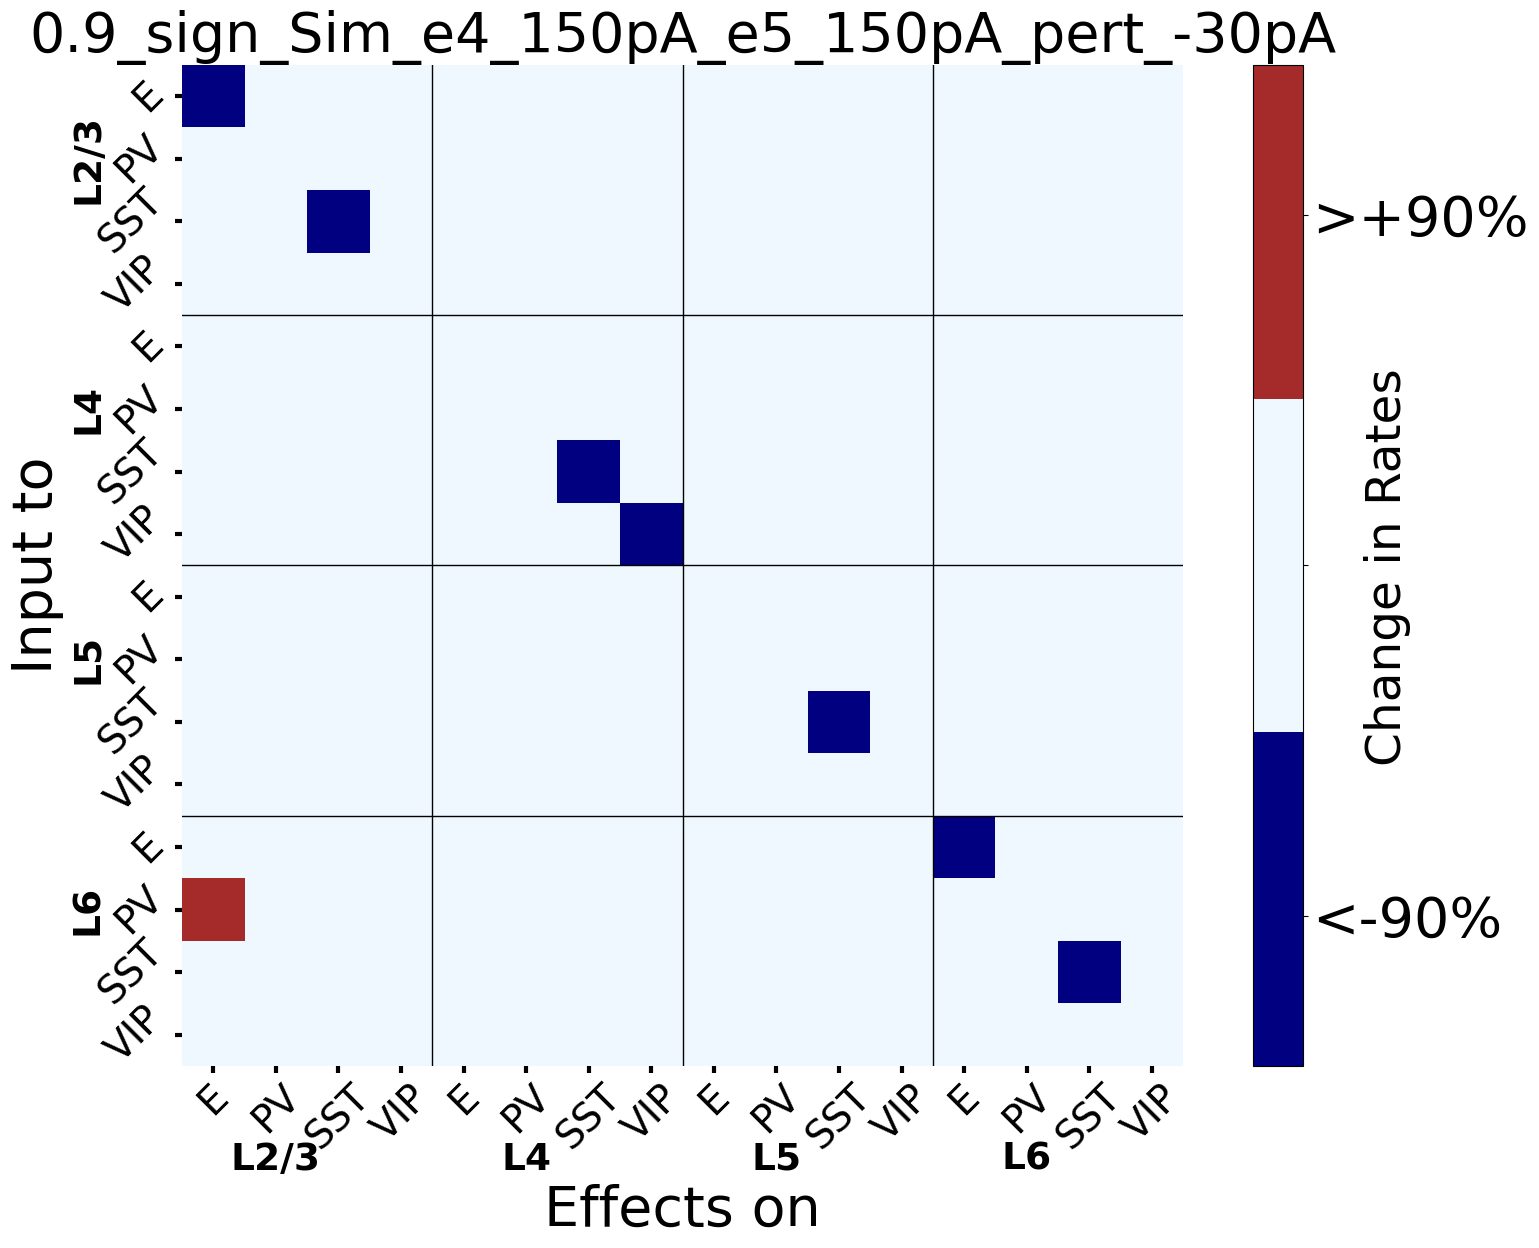 0.9_sign_Sim_e4_150pA_e5_150pA_pert_-30pA
Input to
L2/3
E
PV
SST
VIP
L4
E
PV
SST
VIP
L5
E
PV
SST
VIP
L6
E
PV
SST
VIP
E PV SST VIP E PV SST VIP E PV SST VIP E PV SST VIP
L2/3 L4 L5 L6
Effects on
>+90%
<-90%
Change in Rates